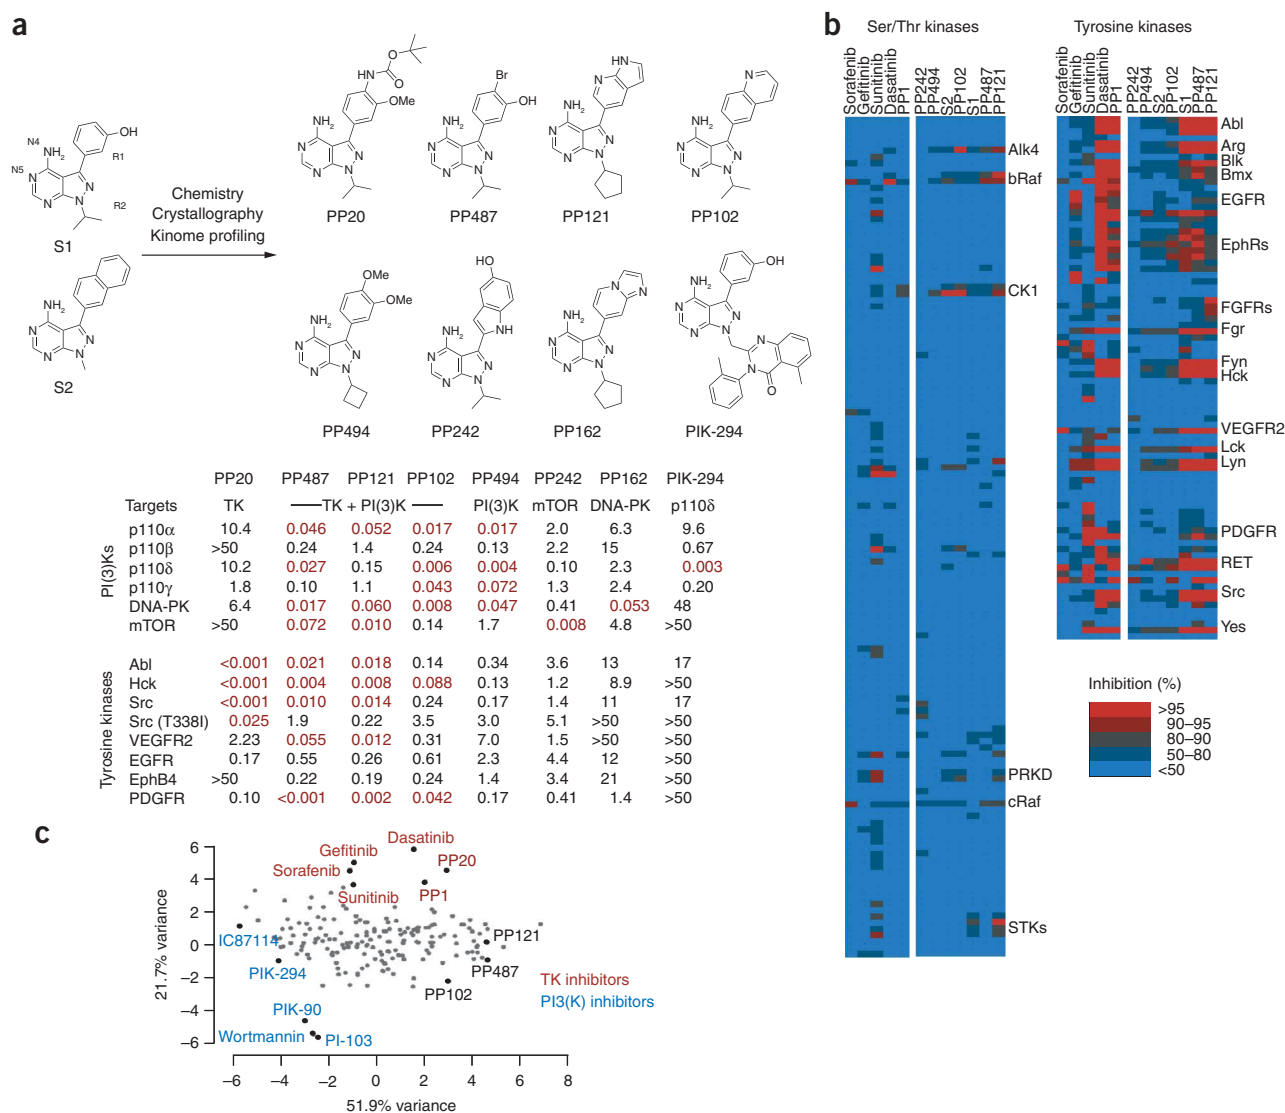 a
S1
S2
N4
N5
R1
R2
NH2
OH
N
Chemistry
Crystallography
Kinome profiling
PP20
PP487
PP121
PP102
PP494
PP242
PP162
PIK-294
O
HN
OMe
Br
HO
NH
PP20 PP487 PP121 PP102 PP494 PP242 PP162 PIK-294
Targets TK TK + PI(3)K PI(3)K mTOR DNA-PK p110δ
PI(3)Ks
p110α 10.4 0.046 0.052 0.017 0.017 2.0 6.3 9.6
p110β >50 0.24 1.4 0.24 0.13 2.2 15 0.67
p110δ 10.2 0.027 0.15 0.006 0.004 0.10 2.3 0.003
p110γ 1.8 0.10 1.1 0.043 0.072 1.3 2.4 0.20
DNA-PK 6.4 0.017 0.060 0.008 0.047 0.41 0.053 48
mTOR >50 0.072 0.010 0.14 1.7 0.008 4.8 >50
Tyrosine kinases
Abl <0.001 0.021 0.018 0.14 0.34 3.6 13 17
Hck <0.001 0.004 0.008 0.088 0.13 1.2 8.9 >50
Src <0.001 0.010 0.014 0.24 0.17 1.4 11 17
Src (T338I) 0.025 1.9 0.22 3.5 3.0 5.1 >50 >50
VEGFR2 2.23 0.055 0.012 0.31 7.0 1.5 >50 >50
EGFR 0.17 0.55 0.26 0.61 2.3 4.4 12 >50
EphB4 >50 0.22 0.19 0.24 1.4 3.4 21 >50
PDGFR 0.10 <0.001 0.002 0.042 0.17 0.41 1.4 >50
b
Ser/Thr kinases
Sorafenib
Gefitinib
Sunitinib
Dasatinib
PP1
PP242
PP494
S2
PP102
S1
PP487
PP121
Alk4
bRaf
CK1
PRKD
cRaf
STKs
Tyrosine kinases
Sorafenib
Gefitinib
Sunitinib
Dasatinib
PP1
PP242
PP494
S2
PP102
S1
PP487
PP121
Abl
Arg
Blk
Bmx
EGFR
EphRs
FGFRs
Fgr
Fyn
Hck
VEGFR2
Lck
Lyn
PDGFR
RET
Src
Yes
Inhibition (%)
>95
90–95
80–90
50–80
<50
c
21.7% variance
6
4
2
0
−2
−4
−6
Dasatinib
Gefitinib
Sorafenib
PP20
Sunitinib
PP1
IC87114
PP121
PIK-294
PP487
PP102
PIK-90
Wortmannin
PI-103
TK inhibitors
PI3(K) inhibitors
−6 −4 −2 0 2 4 6 8
51.9% variance